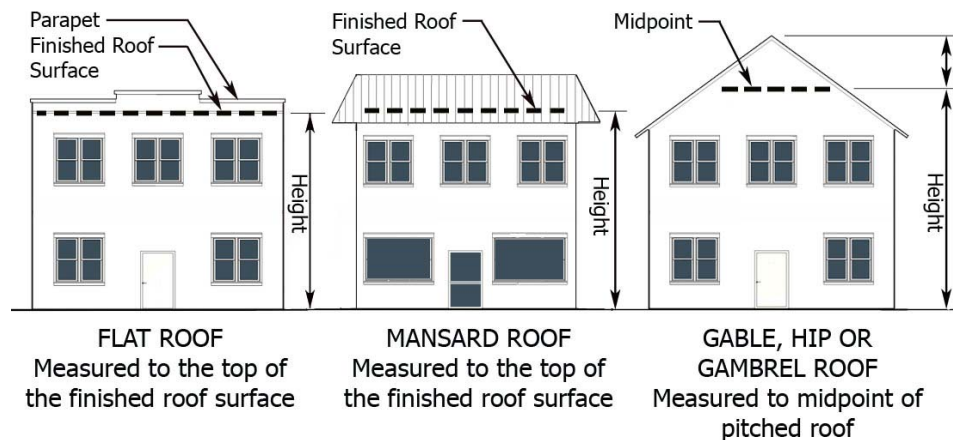 Parapet
Finished Roof
Surface
Height
FLAT ROOF
Measured to the top of
the finished roof surface
Finished Roof
Surface
Height
MANSARD ROOF
Measured to the top of
the finished roof surface
Midpoint
Height
GABLE, HIP OR
GAMBREL ROOF
Measured to midpoint of
pitched roof